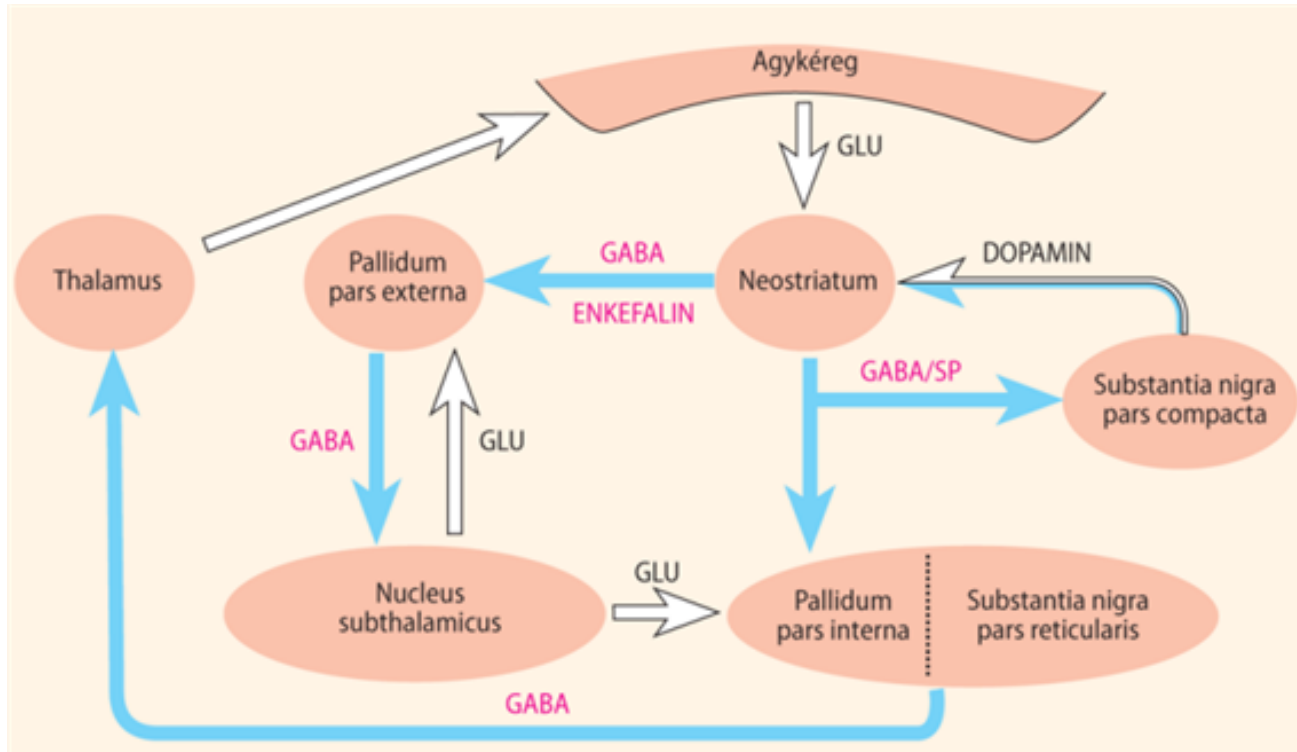 Agykéreg
GLU
Thalamus
Pallidum
pars externa
GABA
ENKEFALIN
Neostriatum
DOPAMIN
GABA/SP
Substantia nigra
pars compacta
GABA
GLU
Nucleus
subthalamicus
GLU
Pallidum
pars interna
Substantia nigra
pars reticularis
GABA